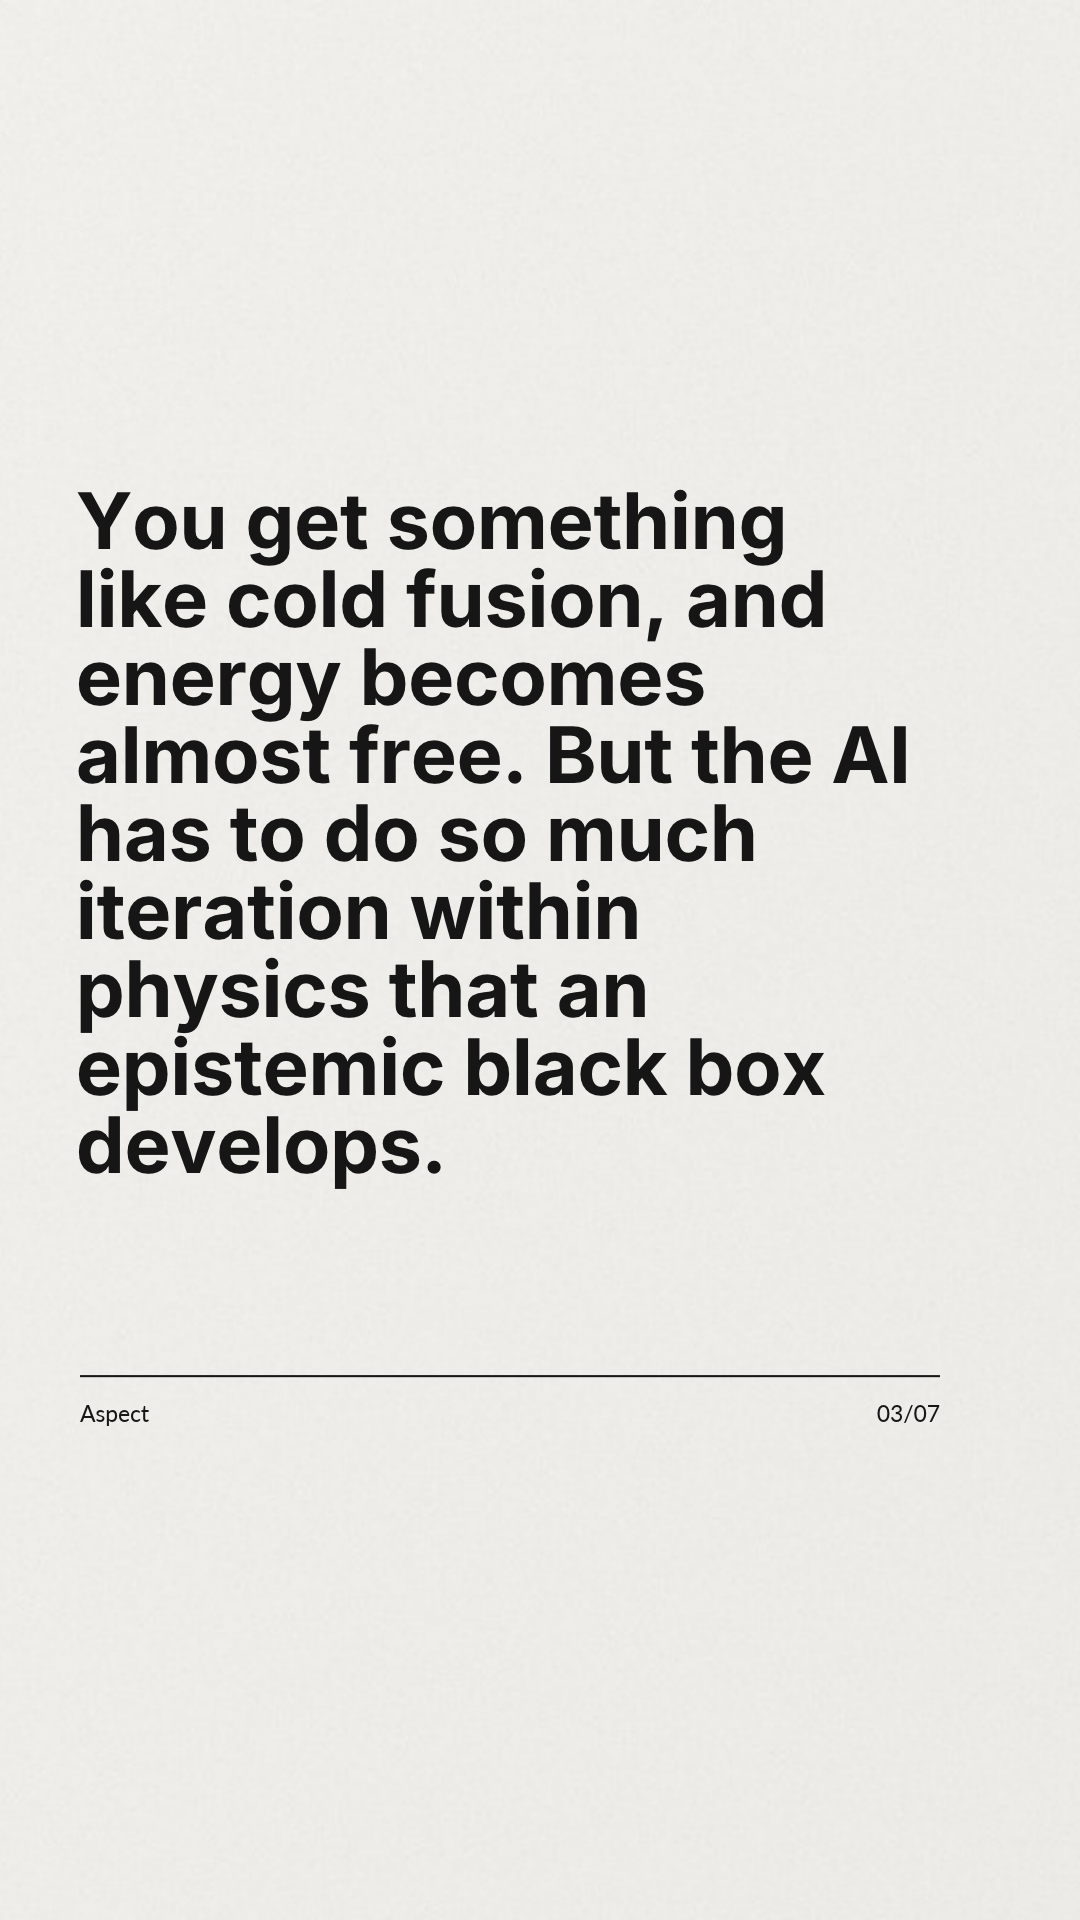 You get something
like cold fusion, and
energy becomes
almost free. But the AI
has to do so much
iteration within
physics that an
epistemic black box
develops.
Aspect
03/07